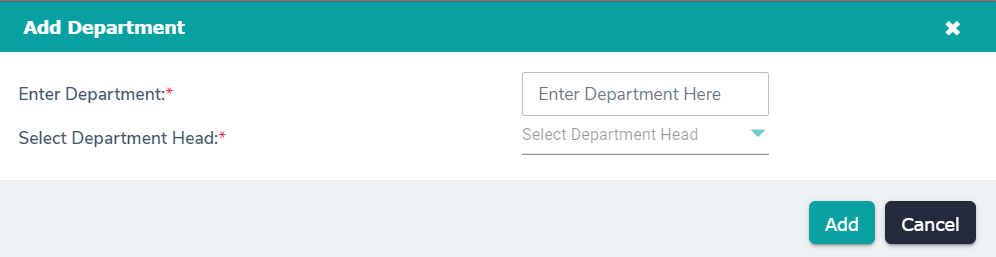 Add Department ✖
Enter Department:* Enter Department Here
Select Department Head:* Select Department Head
Add Cancel